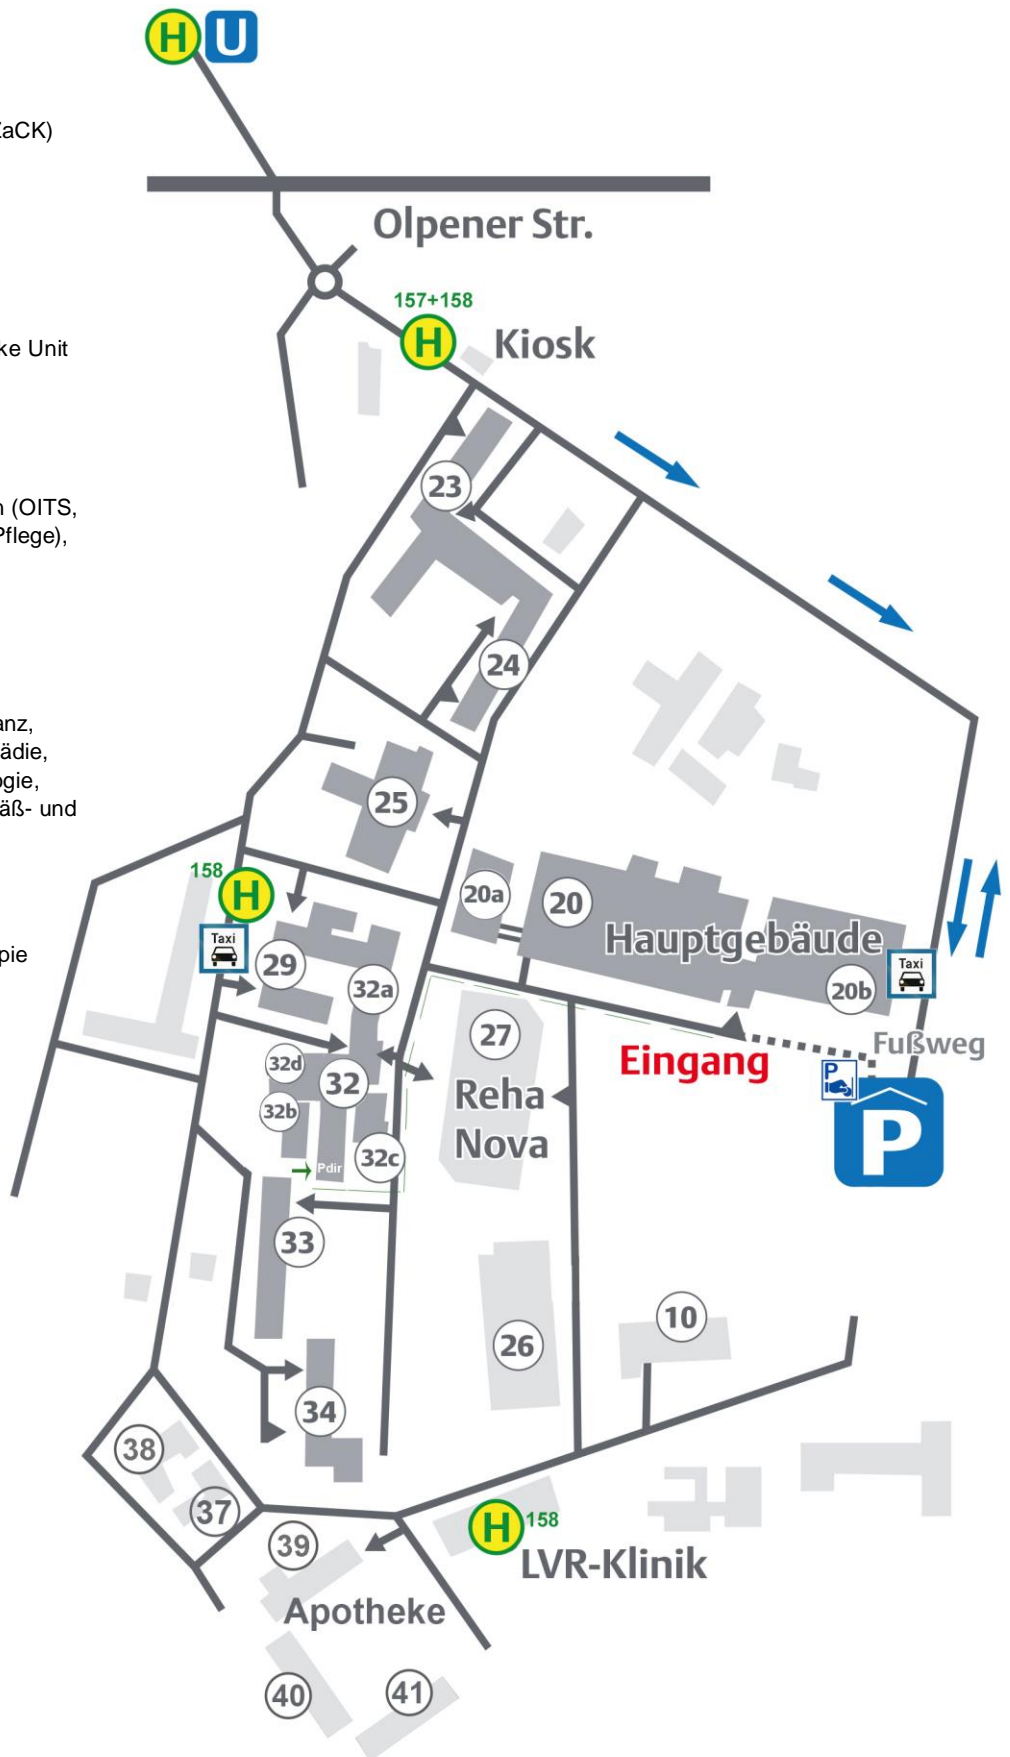 H U
ZaCK)
Olpener Str.
157+158
H
Kiosk
ke Unit
23
n (OITS,
Pflege),
24
anz,
ädie,
ogie,
äß- und
25
158
H
20a
20
Hauptgebäude
Taxi
Taxi
pie
29
32a
20b
27
Fußweg
Eingang
32d
32
P
Reha
Nova
32b
P
32c
Pdir
33
10
26
34
38
37
H 158
39
LVR-Klinik
Apotheke
40
41